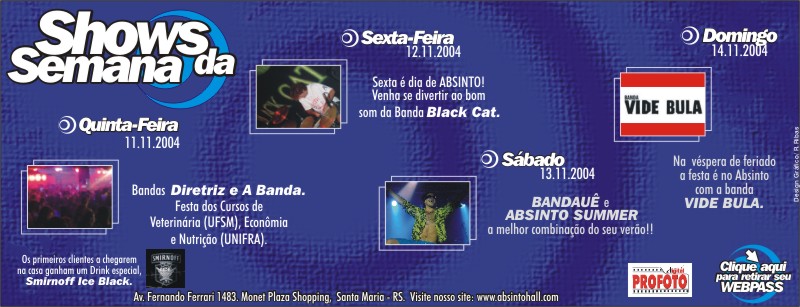 Shows da
Semana
Quinta-Feira
11.11.2004
Bandas Diretriz e A Banda.
Festa dos Cursos de
Veterinária (UFSM), Econômia
e Nutrição (UNIFRA).
Os primeiros clientes a chegarem
na casa ganham um Drink especial,
Smirnoff Ice Black.
SMIRNOFF
Sexta-Feira
12.11.2004
CAT
Sexta é dia de ABSINTO!
Venha se divertir ao bom
som da Banda Black Cat.
Sábado
13.11.2004
BANDAUÊ e
ABSINTO SUMMER
a melhor combinação do seu verão!!
Domingo
14.11.2004
BANDA
VIDE BULA
Na véspera de feriado
a festa é no Absinto
com a banda
VIDE BULA.
Design Gráfico/ R.Ribas
Digital
PROFOTO
Clique aqui
para retirar seu
WEBPASS
Av. Fernando Ferrari 1483. Monet Plaza Shopping, Santa Maria - RS. Visite nosso site: www.absintohall.com